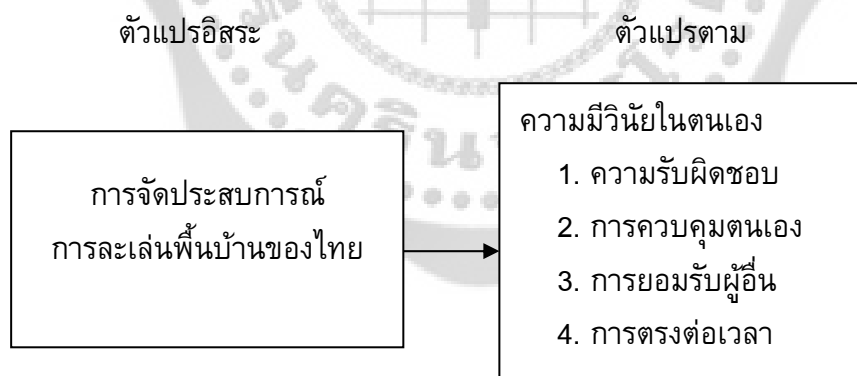 ตัวแปรอิสระ
ตัวแปรตาม
การจัดประสบการณ์
การละเล่นพื้นบ้านของไทย
ความมีวินัยในตนเอง
1. ความรับผิดชอบ
2. การควบคุมตนเอง
3. การยอมรับผู้อื่น
4. การตรงต่อเวลา